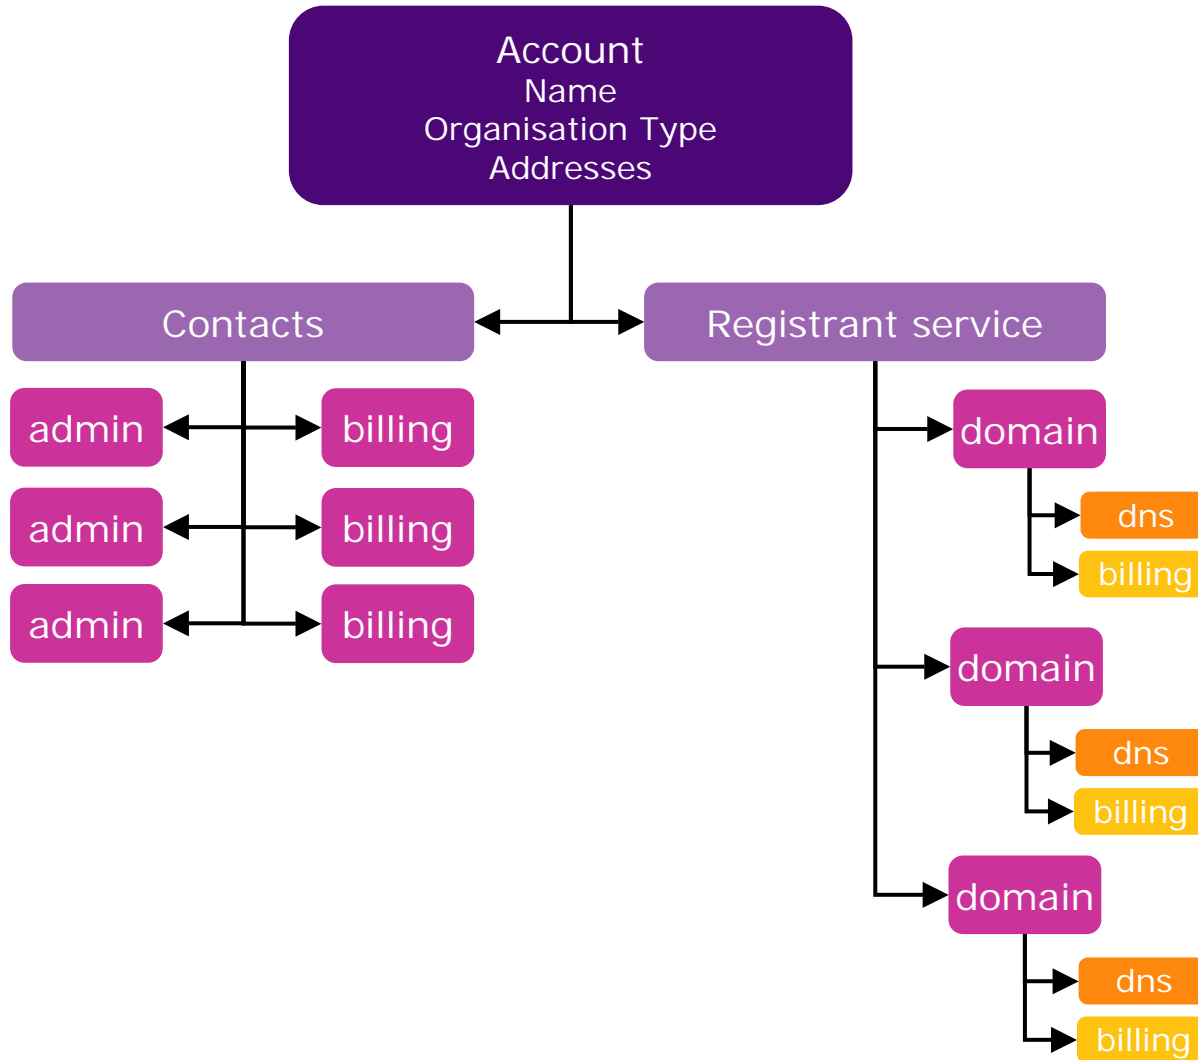 Account
Name
Organisation Type
Addresses
Contacts
Registrant service
admin
billing
admin
billing
admin
billing
domain
dns
billing
domain
dns
billing
domain
dns
billing